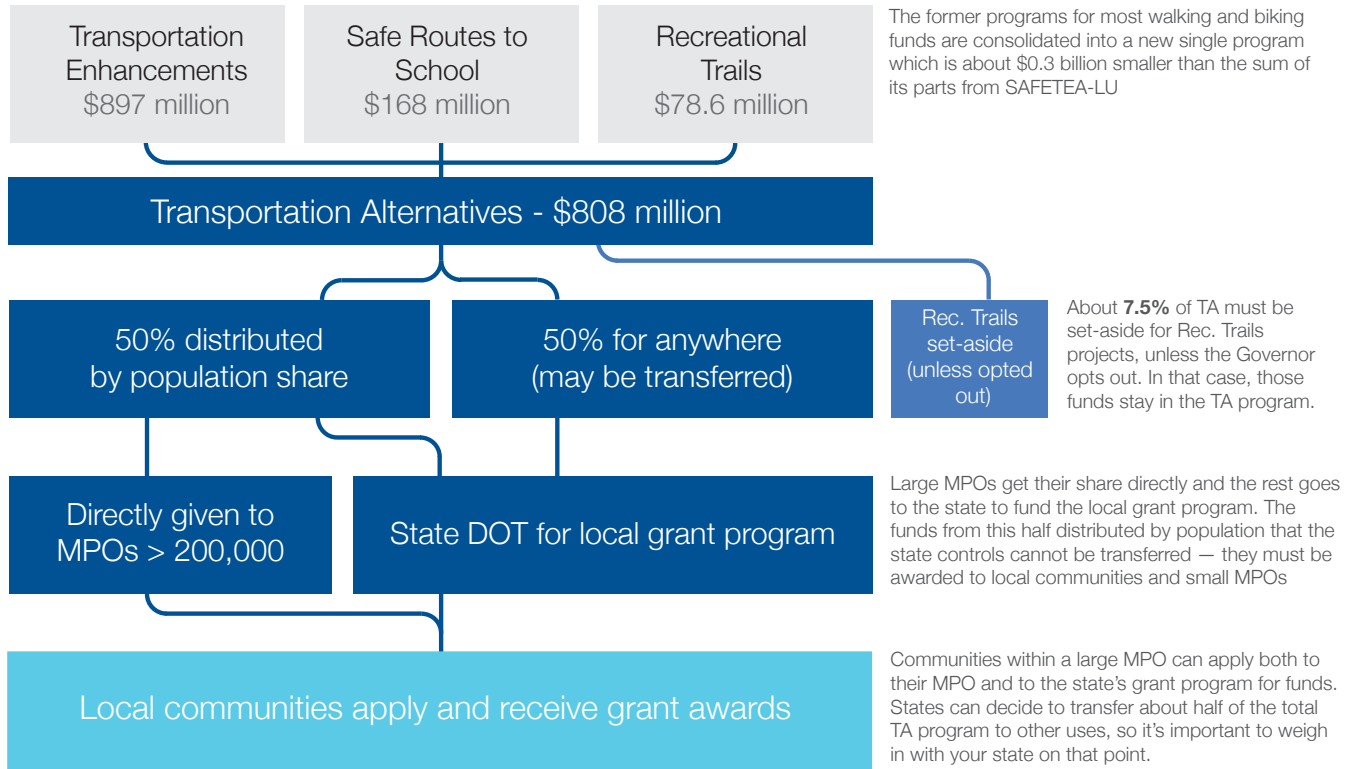 Transportation
Enhancements
$897 million
Safe Routes to
School
$168 million
Recreational
Trails
$78.6 million
The former programs for most walking and biking
funds are consolidated into a new single program
which is about $0.3 billion smaller than the sum of
its parts from SAFETEA-LU
Transportation Alternatives - $808 million
50% distributed
by population share
50% for anywhere
(may be transferred)
Rec. Trails
set-aside
(unless opted
out)
About 7.5% of TA must be
set-aside for Rec. Trails
projects, unless the Governor
opts out. In that case, those
funds stay in the TA program.
Directly given to
MPOs > 200,000
State DOT for local grant program
Large MPOs get their share directly and the rest goes
to the state to fund the local grant program. The
funds from this half distributed by population that the
state controls cannot be transferred — they must be
awarded to local communities and small MPOs
Local communities apply and receive grant awards
Communities within a large MPO can apply both to
their MPO and to the state’s grant program for funds.
States can decide to transfer about half of the total
TA program to other uses, so it’s important to weigh
in with your state on that point.